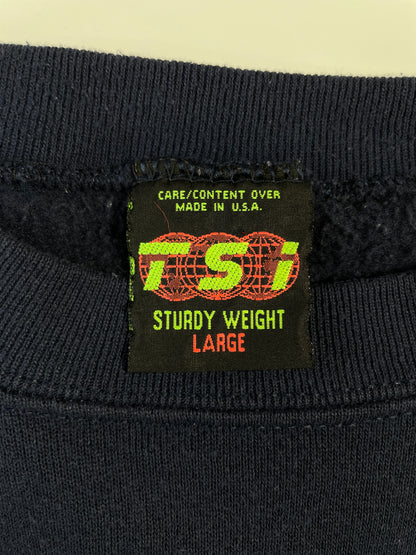 CARE/CONTENT OVER
MADE IN U.S.A.
TSi
STURDY WEIGHT
LARGE